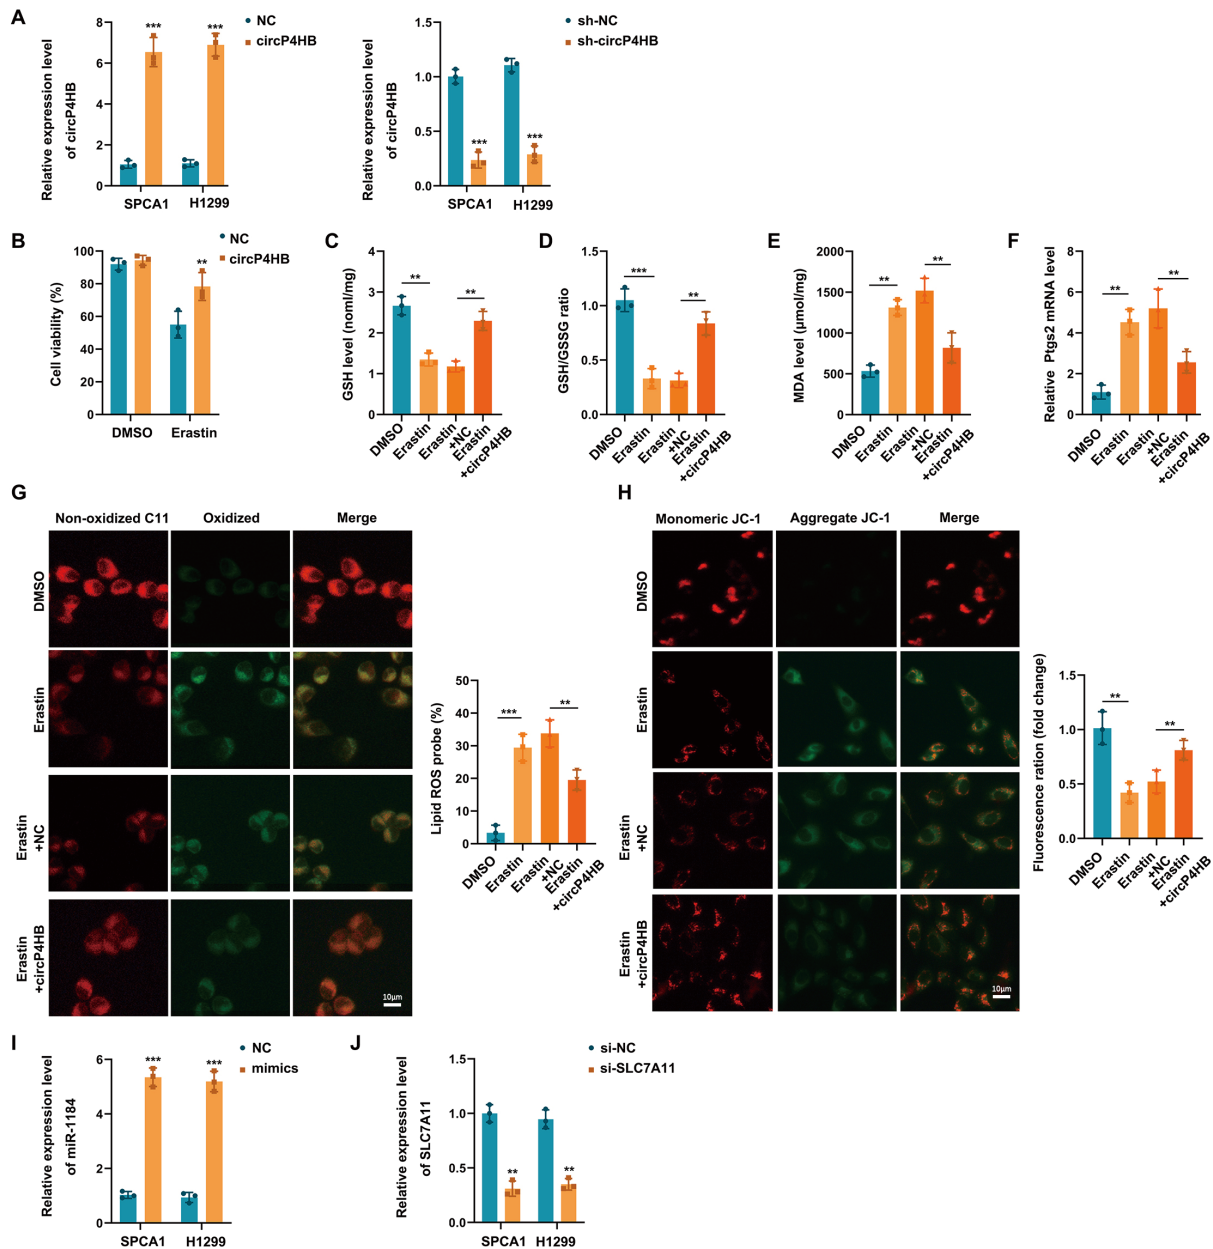 A
Relative expression level
of circP4HB
8
6
4
2
0
***
***
SPCA1
H1299
NC
circP4HB
Relative expression level
of circP4HB
1.5
1.0
0.5
0.0
***
***
SPCA1
H1299
sh-NC
sh-circP4HB
B
Cell viability (%)
100
80
60
40
20
0
**
DMSO
Erastin
NC
circP4HB
C
GSH level (noml/mg)
4
3
2
1
0
**
**
DMSO
Erastin
Erastin
+NC
Erastin
+circP4HB
D
GSH/GSSG ratio
1.5
1.0
0.5
0.0
***
**
DMSO
Erastin
Erastin
+NC
Erastin
+circP4HB
E
MDA level (μmol/mg)
2000
1500
1000
500
0
**
**
DMSO
Erastin
Erastin
+NC
Erastin
+circP4HB
F
Relative Ptgs2 mRNA level
8
6
4
2
0
**
**
DMSO
Erastin
Erastin
+NC
Erastin
+circP4HB
G
Non-oxidized C11
Oxidized
Merge
DMSO
Erastin
Erastin
+NC
Erastin
+circP4HB
10μm
Lipid ROS probe (%)
50
40
30
20
10
0
***
**
DMSO
Erastin
Erastin
+NC
Erastin
+circP4HB
H
Monomeric JC-1
Aggregate JC-1
Merge
DMSO
Erastin
Erastin
+NC
Erastin
+circP4HB
10μm
Fluorescence ration (fold change)
1.5
1.0
0.5
0.0
**
**
DMSO
Erastin
Erastin
+NC
Erastin
+circP4HB
I
Relative expression level
of miR-1184
6
4
2
0
***
***
SPCA1
H1299
NC
mimics
J
Relative expression level
of SLC7A11
1.5
1.0
0.5
0.0
**
**
SPCA1
H1299
si-NC
si-SLC7A11